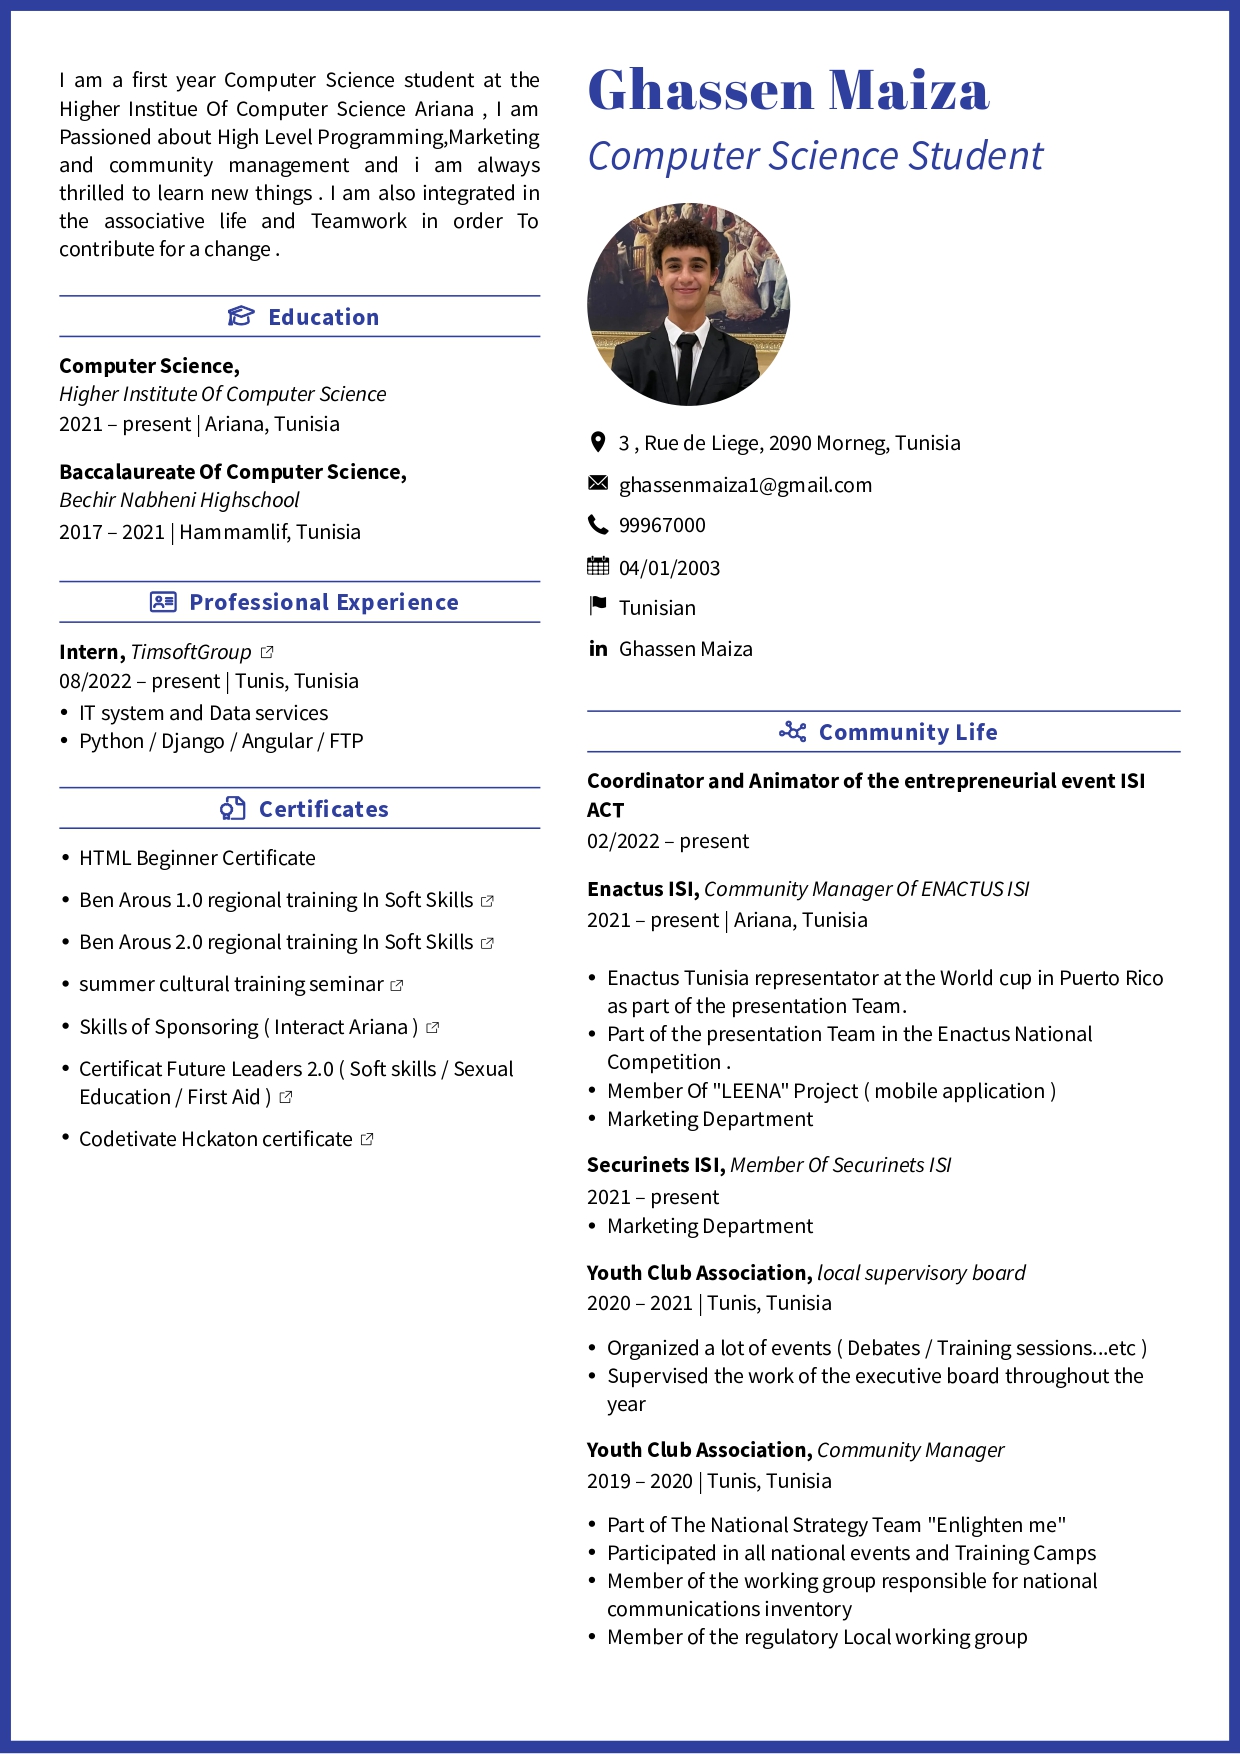 I am a first year Computer Science student at the
Higher Institue Of Computer Science Ariana , I am
Passioned about High Level Programming,Marketing
and community management and i am always
thrilled to learn new things . I am also integrated in
the associative life and Teamwork in order To
contribute for a change .
Education
Computer Science,
Higher Institute Of Computer Science
2021 – present | Ariana, Tunisia
Baccalaureate Of Computer Science,
Bechir Nabheni Highschool
2017 – 2021 | Hammamlif, Tunisia
Professional Experience
Intern, TimsoftGroup
08/2022 – present | Tunis, Tunisia
• IT system and Data services
• Python / Django / Angular / FTP
Certificates
• HTML Beginner Certificate
• Ben Arous 1.0 regional training In Soft Skills
• Ben Arous 2.0 regional training In Soft Skills
• summer cultural training seminar
• Skills of Sponsoring ( Interact Ariana )
• Certificat Future Leaders 2.0 ( Soft skills / Sexual
Education / First Aid )
• Codetivate Hckaton certificate
Ghassen Maiza
Computer Science Student
3 , Rue de Liege, 2090 Morneg, Tunisia
ghassenmaiza1@gmail.com
99967000
04/01/2003
Tunisian
in Ghassen Maiza
Community Life
Coordinator and Animator of the entrepreneurial event ISI
ACT
02/2022 – present
Enactus ISI, Community Manager Of ENACTUS ISI
2021 – present | Ariana, Tunisia
• Enactus Tunisia representator at the World cup in Puerto Rico
as part of the presentation Team.
• Part of the presentation Team in the Enactus National
Competition .
• Member Of "LEENA" Project ( mobile application )
• Marketing Department
Securinets ISI, Member Of Securinets ISI
2021 – present
• Marketing Department
Youth Club Association, local supervisory board
2020 – 2021 | Tunis, Tunisia
• Organized a lot of events ( Debates / Training sessions...etc )
• Supervised the work of the executive board throughout the
year
Youth Club Association, Community Manager
2019 – 2020 | Tunis, Tunisia
• Part of The National Strategy Team "Enlighten me"
• Participated in all national events and Training Camps
• Member of the working group responsible for national
communications inventory
• Member of the regulatory Local working group